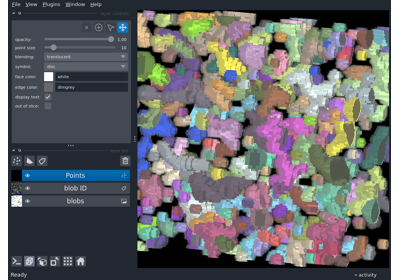 File View Plugins Window Help
opacity: 1.00
point size: 10
blending: translucent
symbol: disc
face color: white
edge color: dimgrey
display text:
out of slice:
Points
blob ID
blobs
Ready
activity